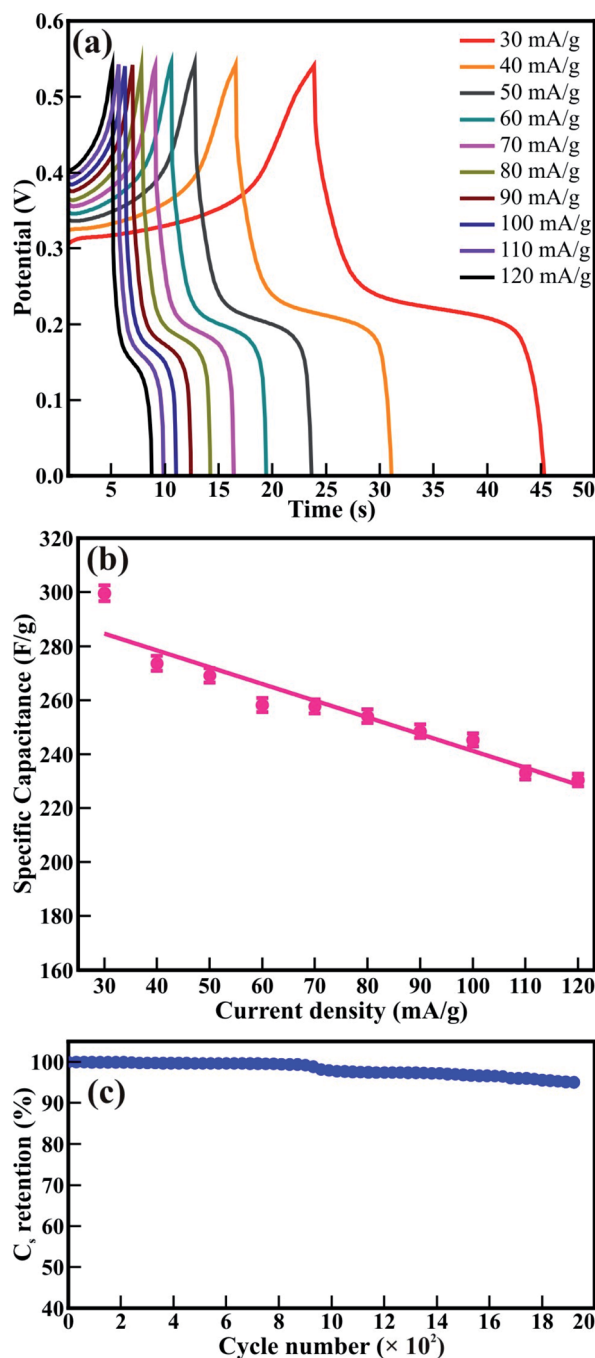 (a)
0.6
0.5
0.4
0.3
0.2
0.1
0.0
Potential (V)
30 mA/g
40 mA/g
50 mA/g
60 mA/g
70 mA/g
80 mA/g
90 mA/g
100 mA/g
110 mA/g
120 mA/g
5 10 15 20 25 30 35 40 45 50
Time (s)
(b)
320
300
280
260
240
220
200
180
160
Specific Capacitance (F/g)
30 40 50 60 70 80 90 100 110 120
Current density (mA/g)
(c)
100
90
80
70
60
50
40
Cₛ retention (%)
0 2 4 6 8 10 12 14 16 18 20
Cycle number (× 10²)